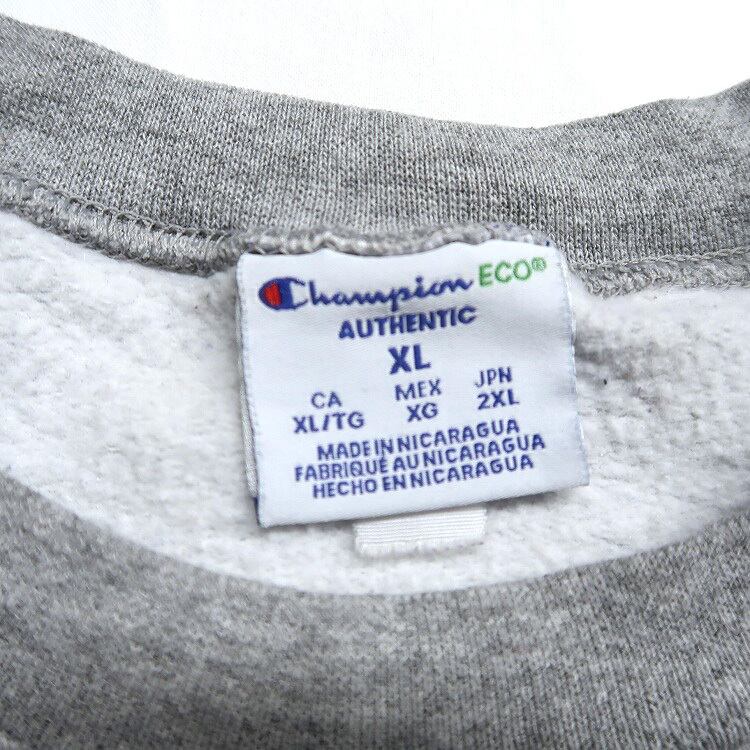 Champion ECO®
AUTHENTIC
XL
CA MEX JPN
XL/TG XG 2XL
MADE IN NICARAGUA
FABRIQUÉ AU NICARAGUA
HECHO EN NICARAGUA